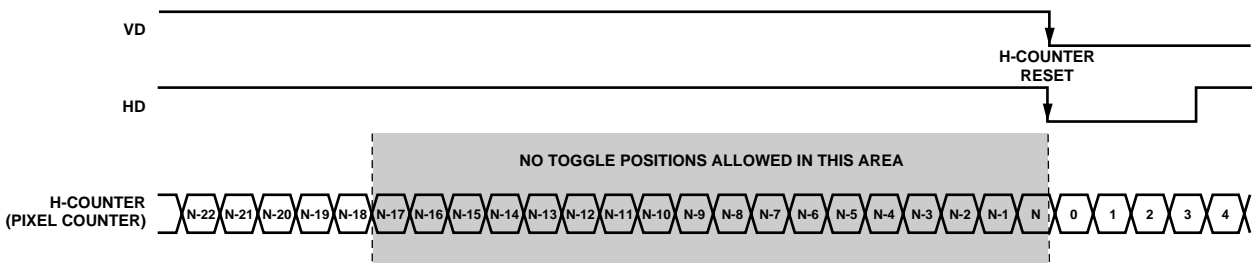 VD
H-COUNTER
RESET
HD
NO TOGGLE POSITIONS ALLOWED IN THIS AREA
H-COUNTER
(PIXEL COUNTER)
N-22 N-21 N-20 N-19 N-18 N-17 N-16 N-15 N-14 N-13 N-12 N-11 N-10 N-9 N-8 N-7 N-6 N-5 N-4 N-3 N-2 N-1 N 0 1 2 3 4